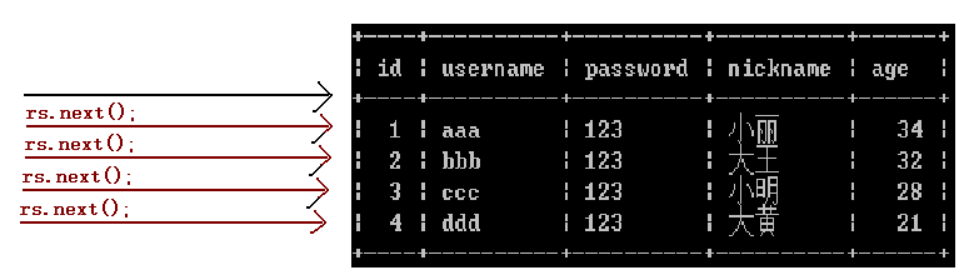 id username password nickname age
rs.next();
1 aaa 123 小丽 34
rs.next();
2 bbb 123 大王 32
rs.next();
3 ccc 123 小明 28
rs.next();
4 ddd 123 大黄 21